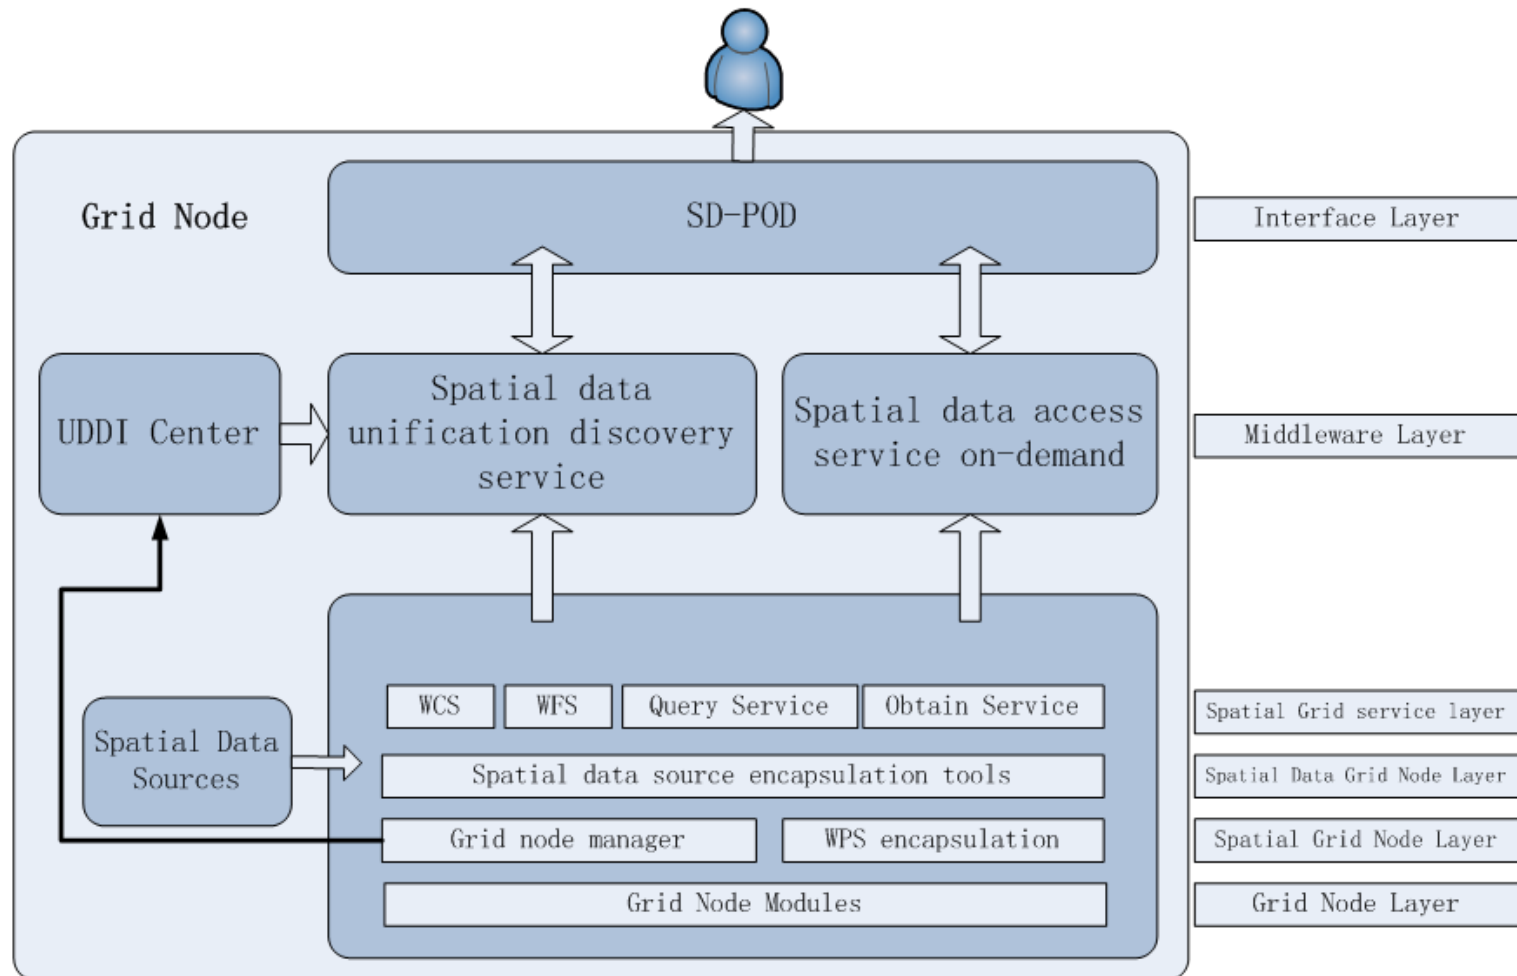 Grid Node
SD-POD
Interface Layer
UDDI Center
Spatial data
unification discovery
service
Spatial data access
service on-demand
Middleware Layer
WCS
WFS
Query Service
Obtain Service
Spatial Grid service layer
Spatial Data
Sources
Spatial data source encapsulation tools
Spatial Data Grid Node Layer
Grid node manager
WPS encapsulation
Spatial Grid Node Layer
Grid Node Modules
Grid Node Layer